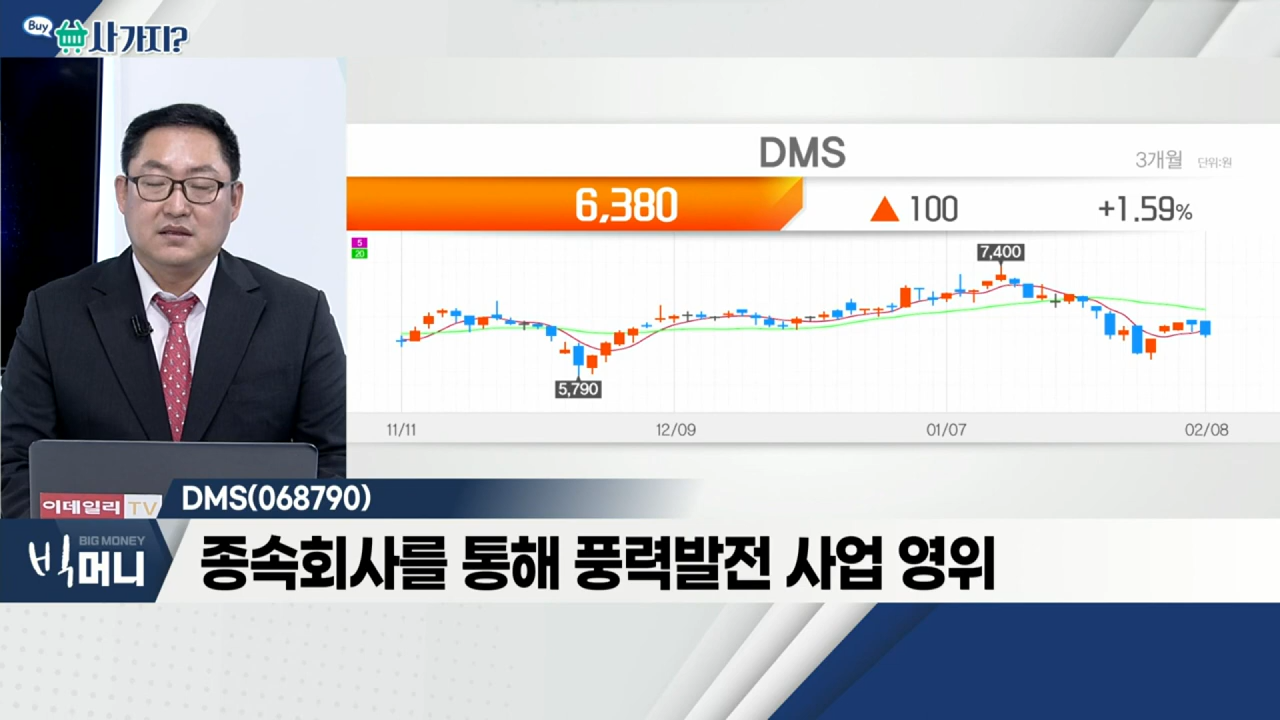 Buy
사가지?
DMS
3개월 단위:원
6,380
▲ 100
+1.59%
5
20
7,400
5,790
11/11
12/09
01/07
02/08
이데일리 TV
DMS(068790)
BIG MONEY
빅머니
종속회사를 통해 풍력발전 사업 영위